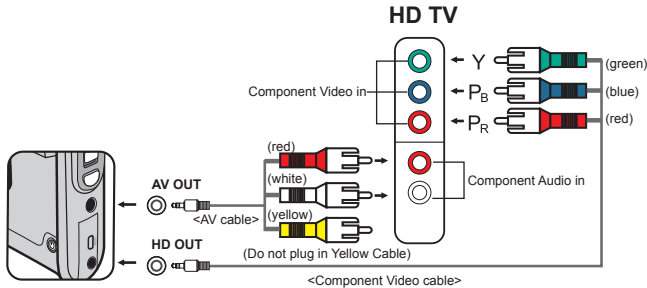 HD TV
Y
(green)
Component Video in
PB
(blue)
PR
(red)
(red)
(white)
Component Audio in
AV OUT
<AV cable>
(yellow)
HD OUT
(Do not plug in Yellow Cable)
<Component Video cable>